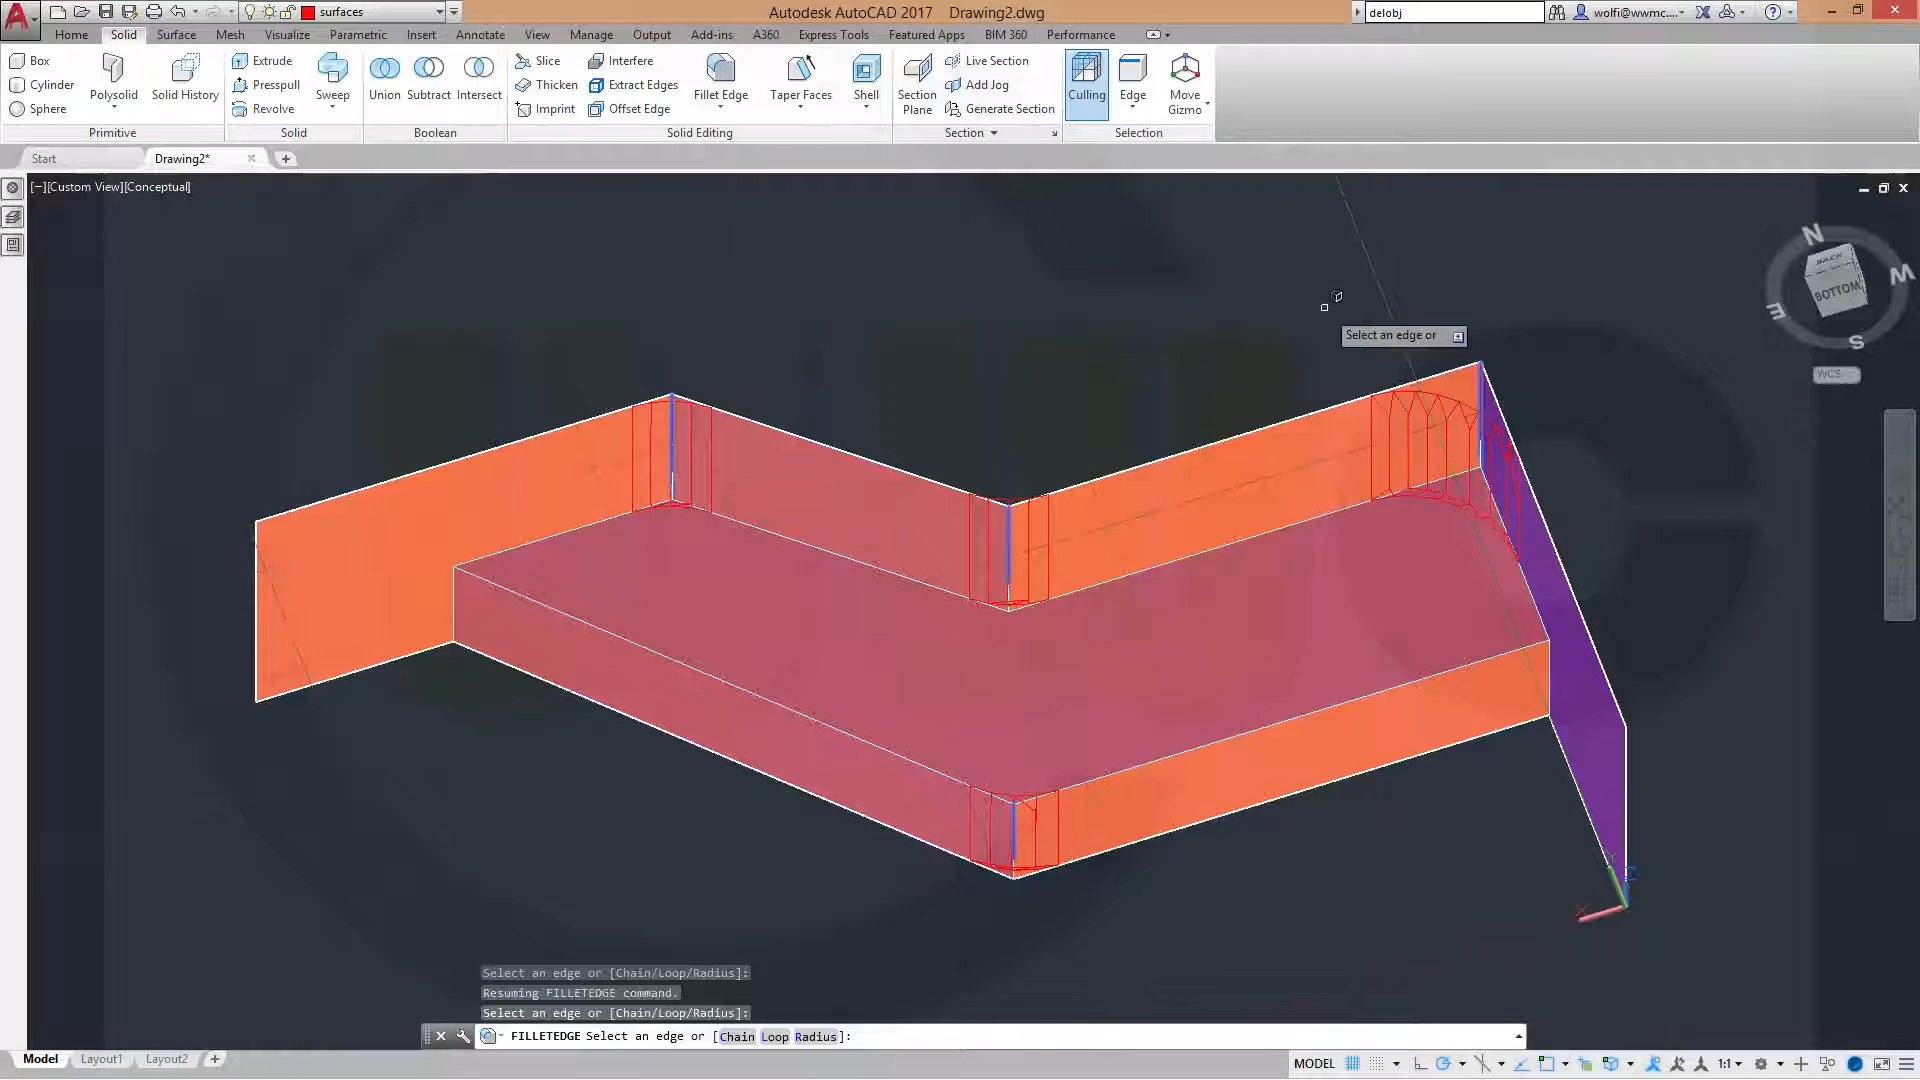 surfaces
Autodesk AutoCAD 2017 Drawing2.dwg
delobj
wolfi@wwmc....
Home Solid Surface Mesh Visualize Parametric Insert Annotate View Manage Output Add-ins A360 Express Tools Featured Apps BIM 360 Performance
Box
Cylinder
Sphere
Polysolid
Solid History
Primitive
Extrude
Presspull
Revolve
Sweep
Solid
Union Subtract Intersect
Boolean
Slice
Thicken
Imprint
Interfere
Extract Edges
Offset Edge
Fillet Edge
Taper Faces
Shell
Solid Editing
Section Plane
Live Section
Add Jog
Generate Section
Section
Culling
Edge
Move Gizmo
Selection
Start
Drawing2*
[−][Custom View][Conceptual]
N
W
S
E
BACK
BOTTOM
WCS
Select an edge or
Y
Z
X
Select an edge or [Chain/Loop/Radius]:
Resuming FILLETEDGE command.
Select an edge or [Chain/Loop/Radius]:
FILLETEDGE Select an edge or [Chain Loop Radius]:
Model Layout1 Layout2
MODEL
1:1